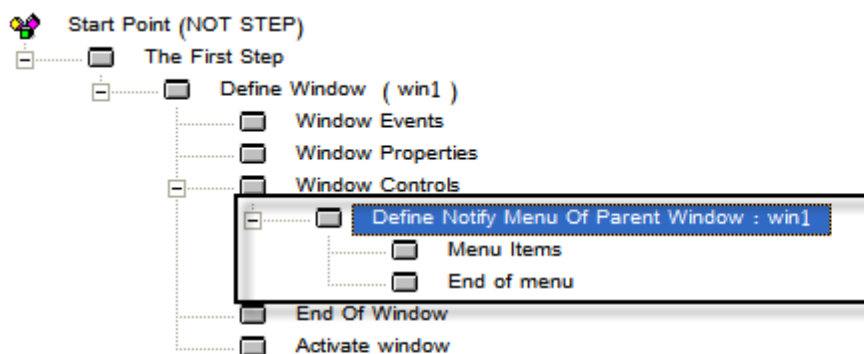 Start Point (NOT STEP)
The First Step
Define Window ( win1 )
Window Events
Window Properties
Window Controls
Define Notify Menu Of Parent Window : win1
Menu Items
End of menu
End Of Window
Activate window